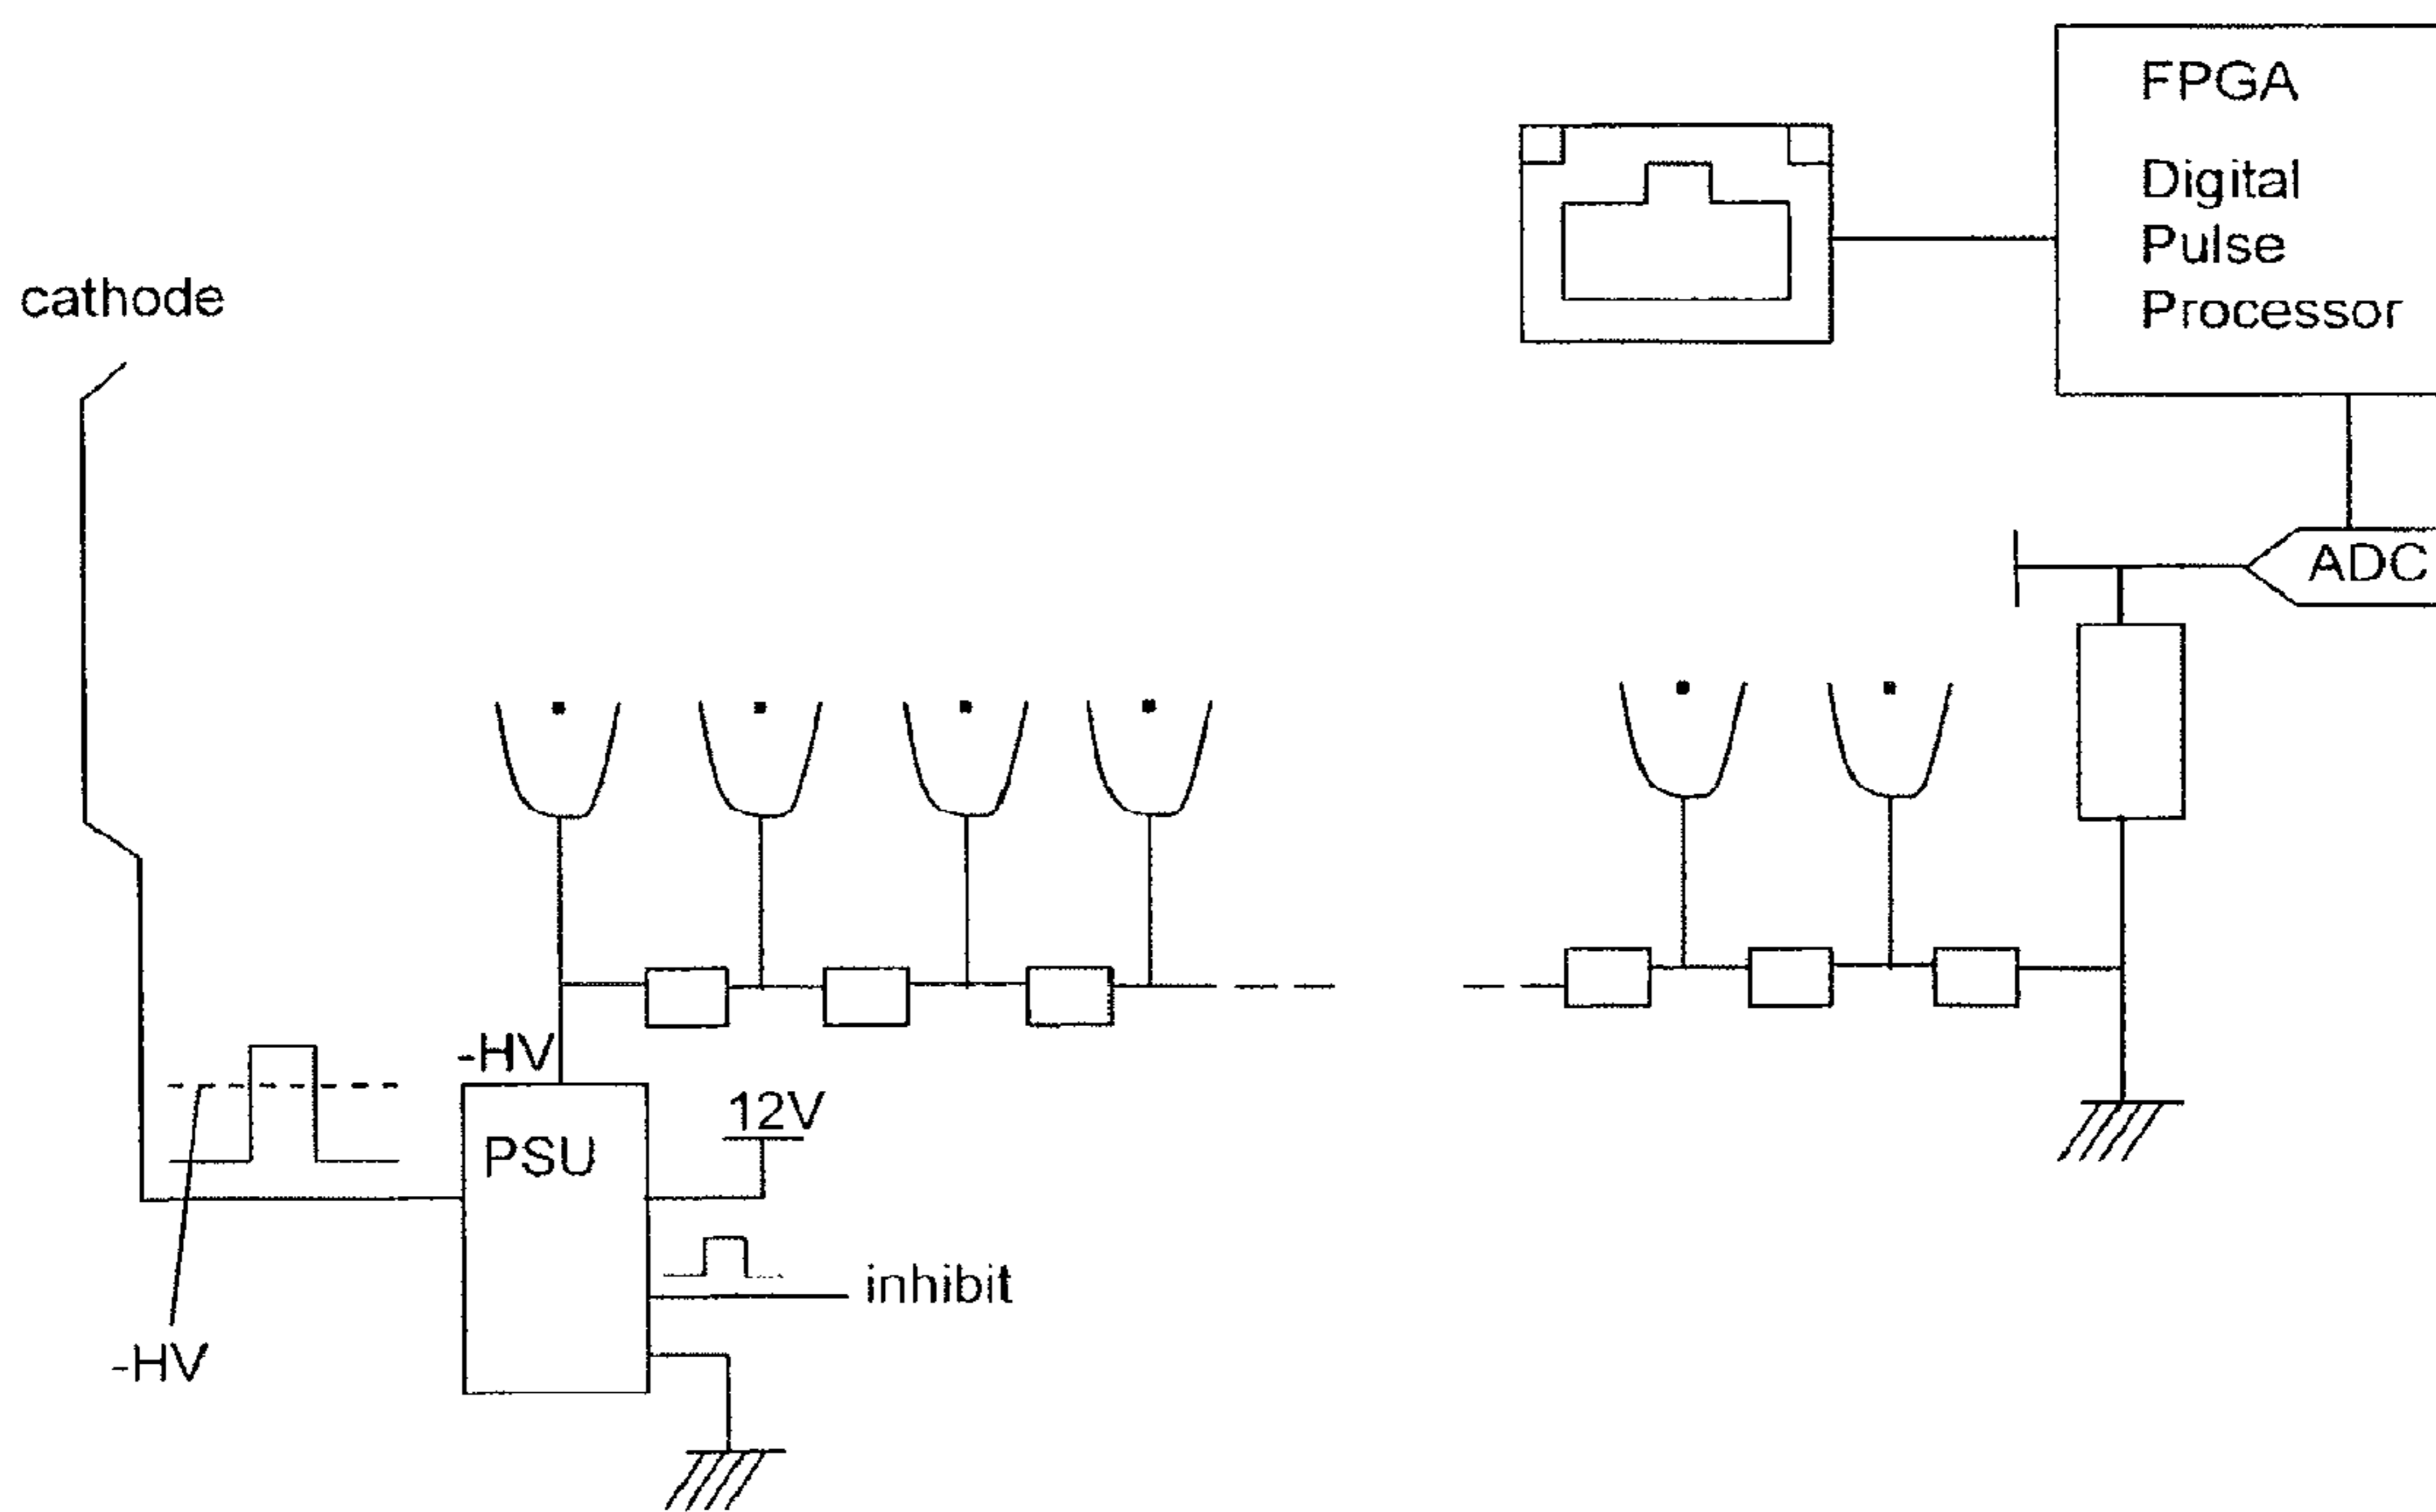 FPGA
Digital
Pulse
Processor
cathode
ADC
-HV
12V
PSU
inhibit
-HV